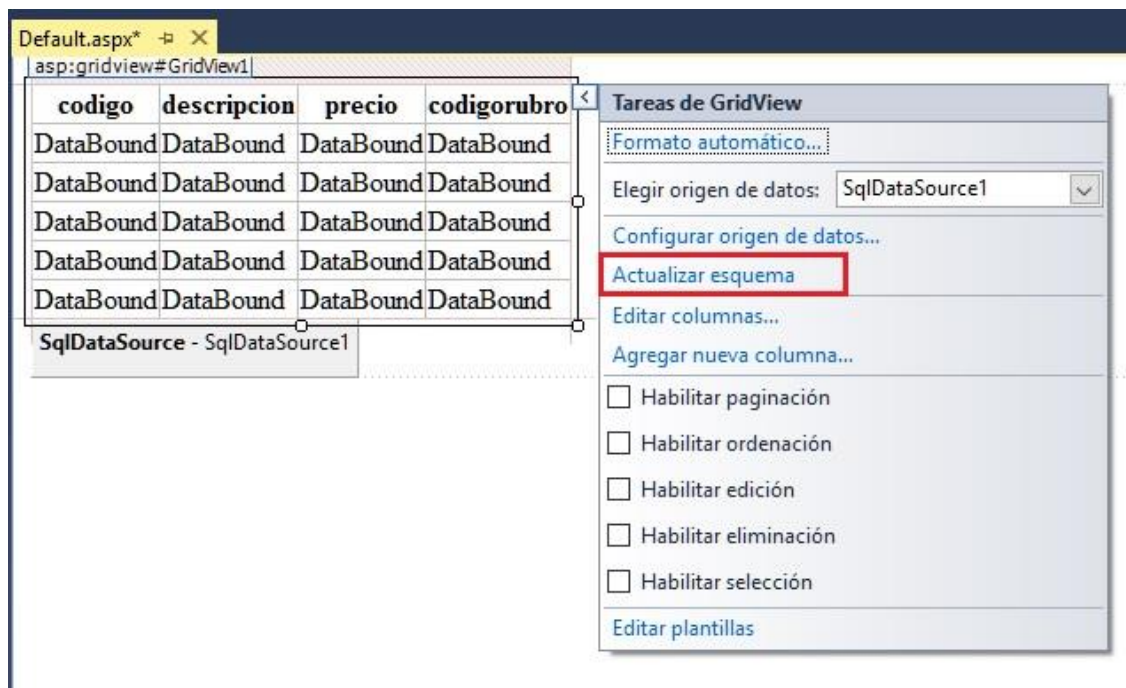 Default.aspx*
asp:gridview#GridView1
codigo descripcion precio codigorubro
DataBound DataBound DataBound DataBound
DataBound DataBound DataBound DataBound
DataBound DataBound DataBound DataBound
DataBound DataBound DataBound DataBound
DataBound DataBound DataBound DataBound
SqlDataSource - SqlDataSource1
Tareas de GridView
Formato automático...
Elegir origen de datos: SqlDataSource1
Configurar origen de datos...
Actualizar esquema
Editar columnas...
Agregar nueva columna...
Habilitar paginación
Habilitar ordenación
Habilitar edición
Habilitar eliminación
Habilitar selección
Editar plantillas